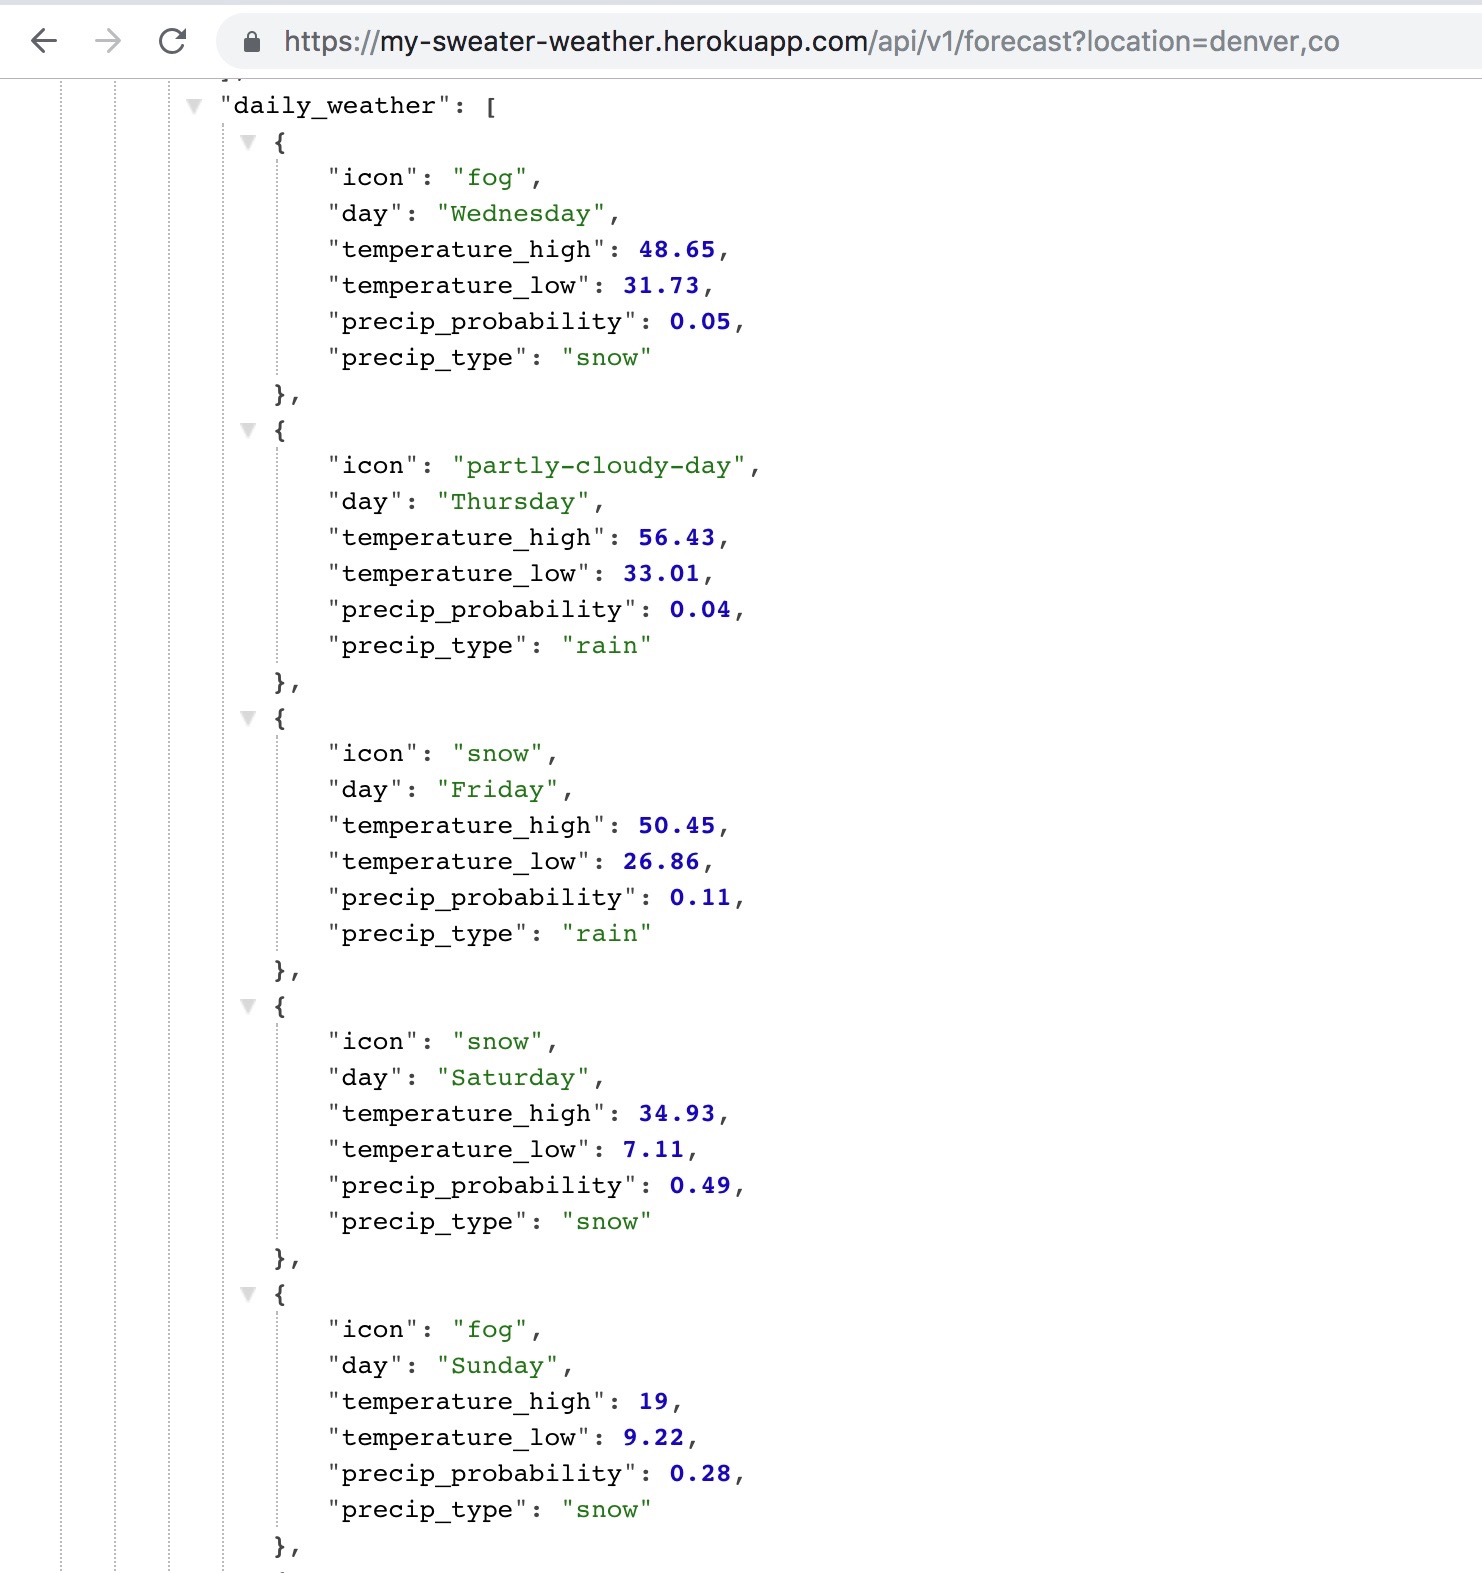 https://my-sweater-weather.herokuapp.com/api/v1/forecast?location=denver,co
],
"daily_weather": [
{
"icon": "fog",
"day": "Wednesday",
"temperature_high": 48.65,
"temperature_low": 31.73,
"precip_probability": 0.05,
"precip_type": "snow"
},
{
"icon": "partly-cloudy-day",
"day": "Thursday",
"temperature_high": 56.43,
"temperature_low": 33.01,
"precip_probability": 0.04,
"precip_type": "rain"
},
{
"icon": "snow",
"day": "Friday",
"temperature_high": 50.45,
"temperature_low": 26.86,
"precip_probability": 0.11,
"precip_type": "rain"
},
{
"icon": "snow",
"day": "Saturday",
"temperature_high": 34.93,
"temperature_low": 7.11,
"precip_probability": 0.49,
"precip_type": "snow"
},
{
"icon": "fog",
"day": "Sunday",
"temperature_high": 19,
"temperature_low": 9.22,
"precip_probability": 0.28,
"precip_type": "snow"
},